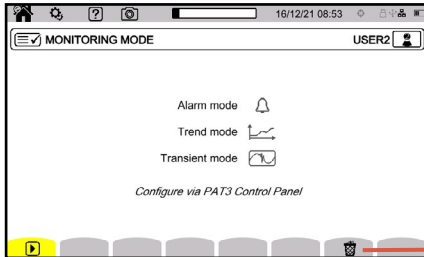 16/12/21 08:53
MONITORING MODE
USER2
Alarm mode
Trend mode
Transient mode
Configure via PAT3 Control Panel